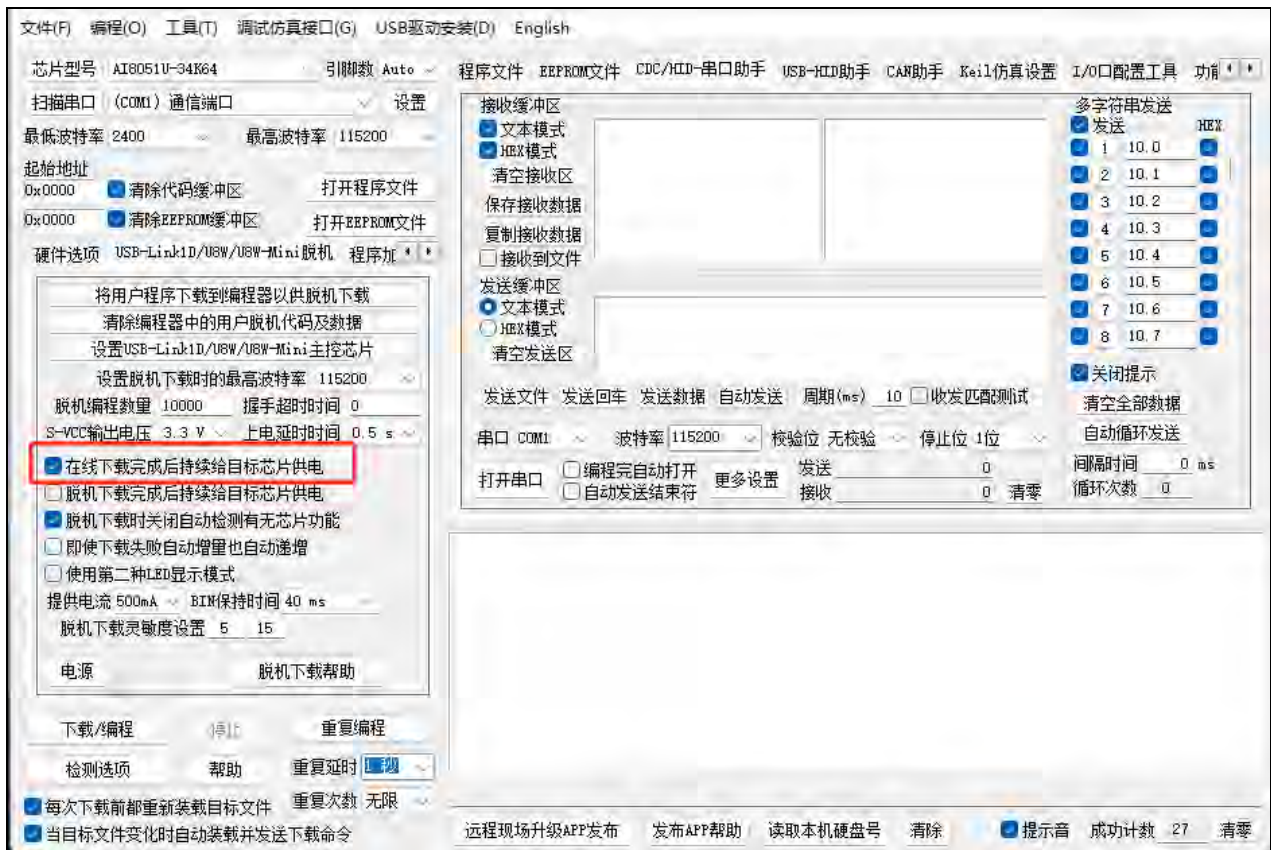 文件(F) 编程(O) 工具(T) 调试仿真接口(G) USB驱动安装(D) English
芯片型号 AI8051U-34K64 引脚数 Auto
扫描串口 (COM1) 通信端口 设置
最低波特率 2400 最高波特率 115200
起始地址
0x0000 清除代码缓冲区 打开程序文件
0x0000 清除EEPROM缓冲区 打开EEPROM文件
硬件选项 USB-Link1D/U8W/U8W-Mini脱机 程序加
将用户程序下载到编程器以供脱机下载
清除编程器中的用户脱机代码及数据
设置USB-Link1D/U8W/U8W-Mini主控芯片
设置脱机下载时的最高波特率 115200
脱机编程数量 10000 握手超时时间 0
S-VCC输出电压 3.3 V 上电延时时间 0.5 s
在线下载完成后持续给目标芯片供电
脱机下载完成后持续给目标芯片供电
脱机下载时关闭自动检测有无芯片功能
即使下载失败自动增量也自动递增
使用第二种LED显示模式
提供电流 500mA BIN保持时间 40 ms
脱机下载灵敏度设置 5 15
电源 脱机下载帮助
下载/编程 停止 重复编程
检测选项 帮助 重复延时 1 秒
每次下载前都重新装载目标文件 重复次数 无限
当目标文件变化时自动装载并发送下载命令
程序文件 EEPROM文件 CDC/HID-串口助手 USB-HID助手 CAN助手 Keil仿真设置 I/O口配置工具
接收缓冲区
文本模式
HEX模式
清空接收区
保存接收数据
复制接收数据
接收到文件
发送缓冲区
文本模式
HEX模式
清空发送区
发送文件 发送回车 发送数据 自动发送 周期(ms) 10 收发匹配测试
串口 COM1 波特率 115200 校验位 无校验 停止位 1位
打开串口 编程完自动打开 更多设置 发送 0
自动发送结束符 接收 0 清零
多字符串发送
发送 HEX
1 10.0
2 10.1
3 10.2
4 10.3
5 10.4
6 10.5
7 10.6
8 10.7
关闭提示
清空全部数据
自动循环发送
间隔时间 0 ms
循环次数 0
远程现场升级APP发布 发布APP帮助 读取本机硬盘号 清除 提示音 成功计数 27 清零